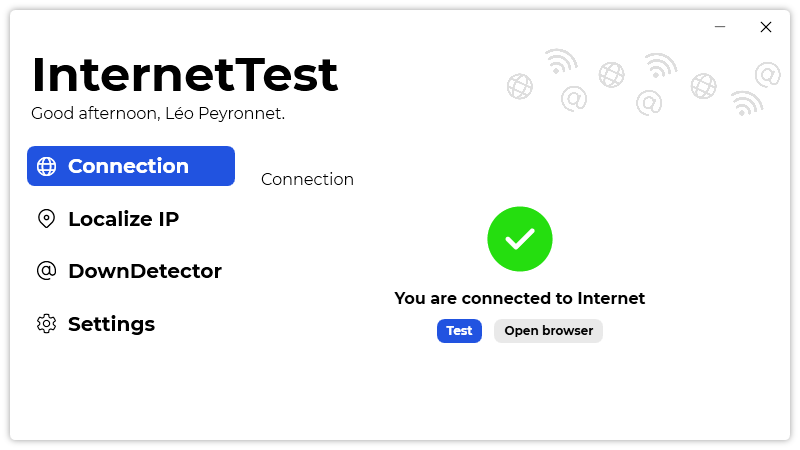 InternetTest
Good afternoon, Léo Peyronnet.
Connection
Connection
Localize IP
DownDetector
Settings
You are connected to Internet
Test
Open browser